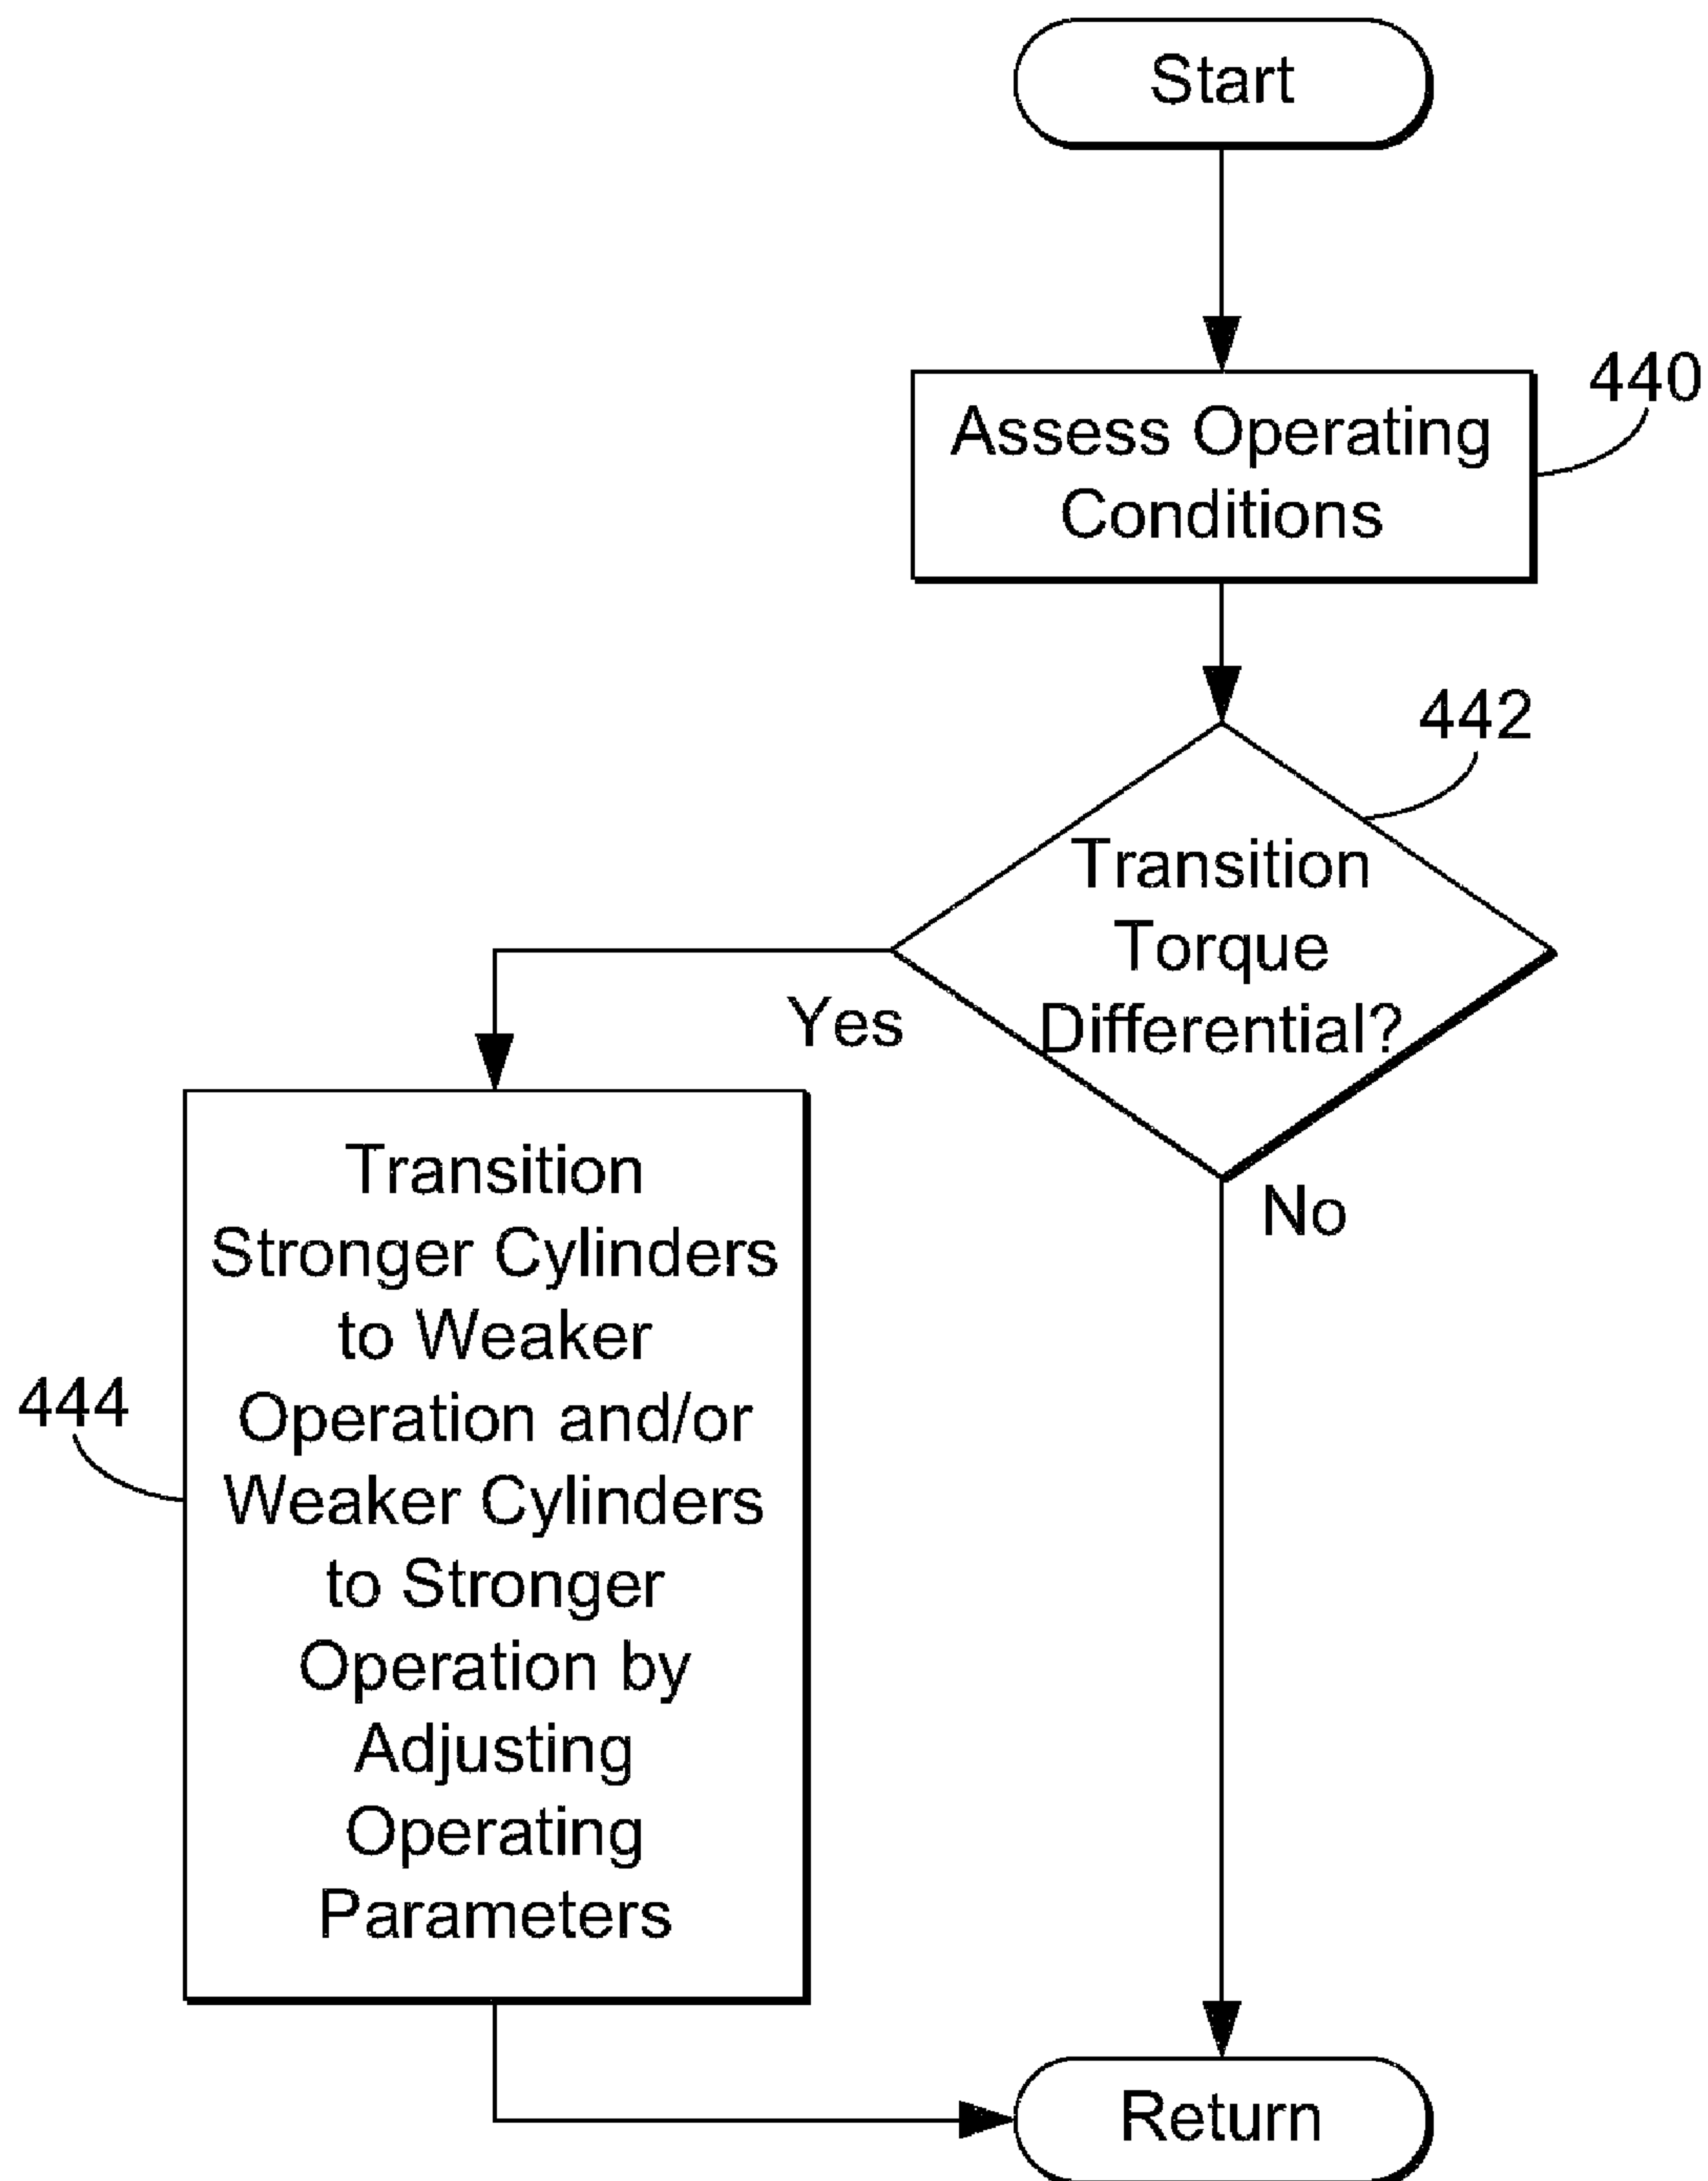 Start
440
Assess Operating
Conditions
442
Transition
Torque
Differential?
Yes
No
444
Transition
Stronger Cylinders
to Weaker
Operation and/or
Weaker Cylinders
to Stronger
Operation by
Adjusting
Operating
Parameters
Return